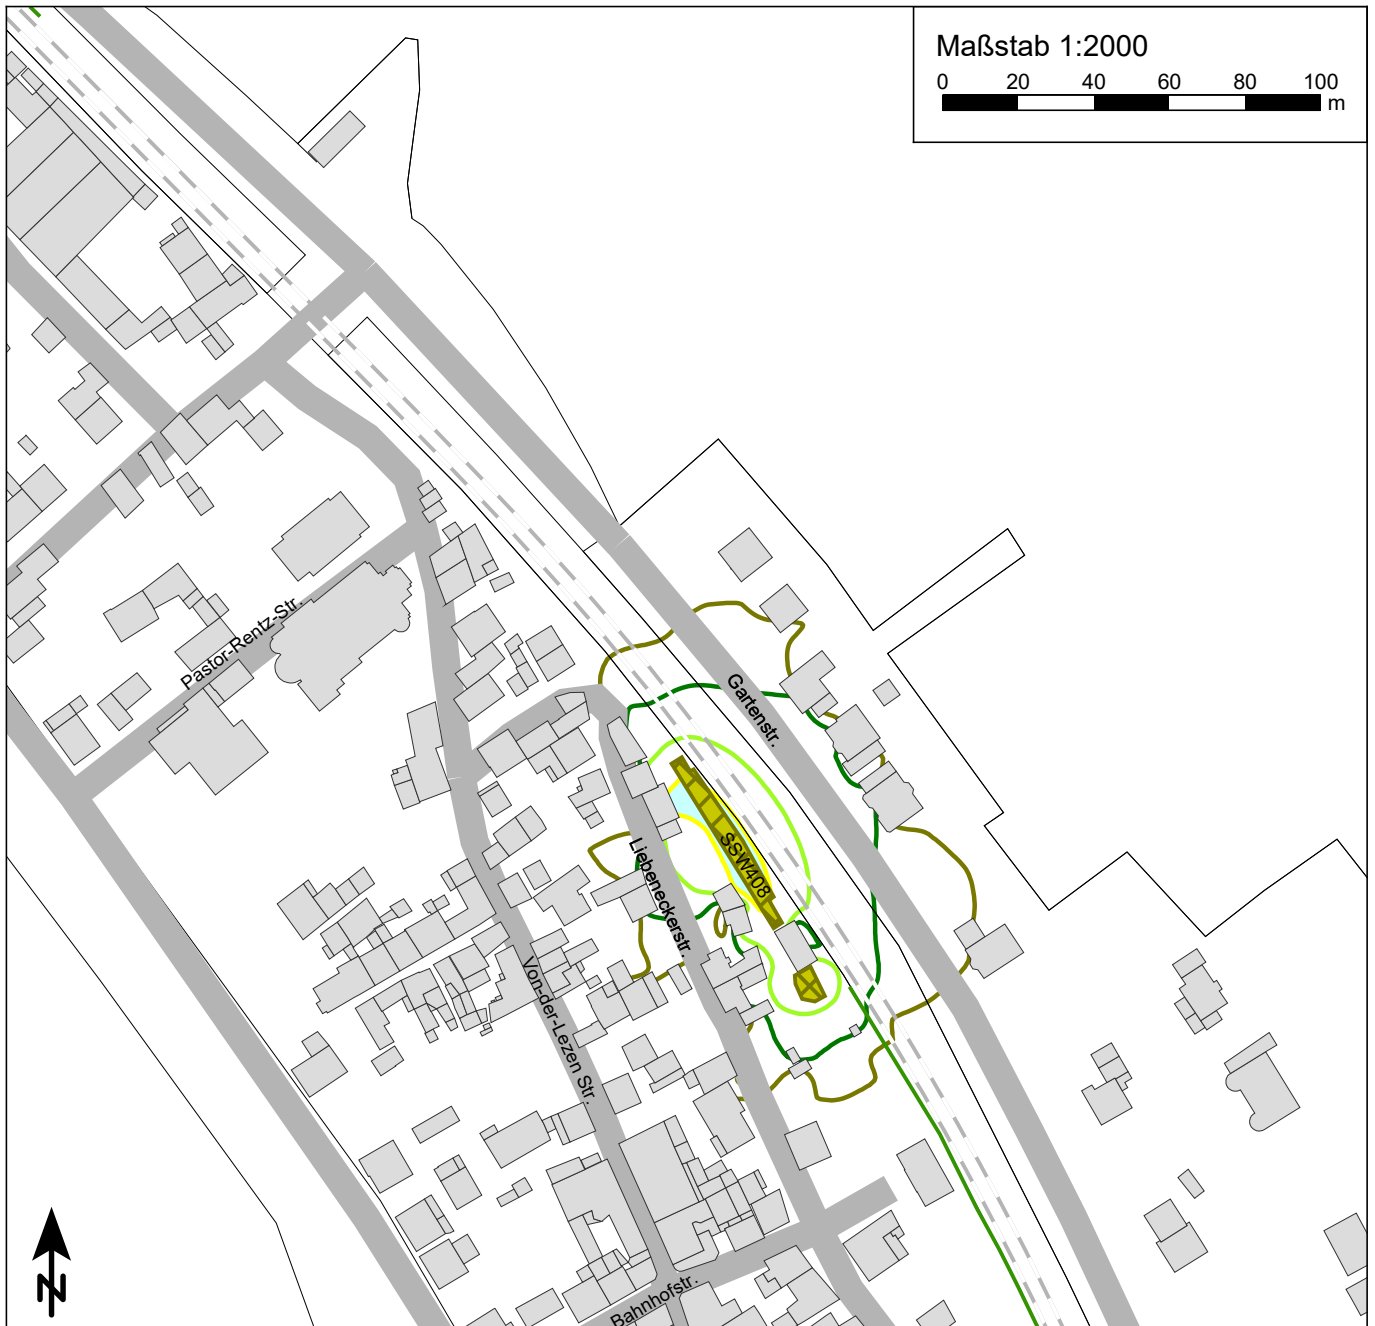 Maßstab 1:2000
0 20 40 60 80 100
m
Pastor-Rentz-Str.
Gartenstr.
SSW408
Liebeneckerstr.
Von-der-Lezen Str.
Bahnhofstr.
N